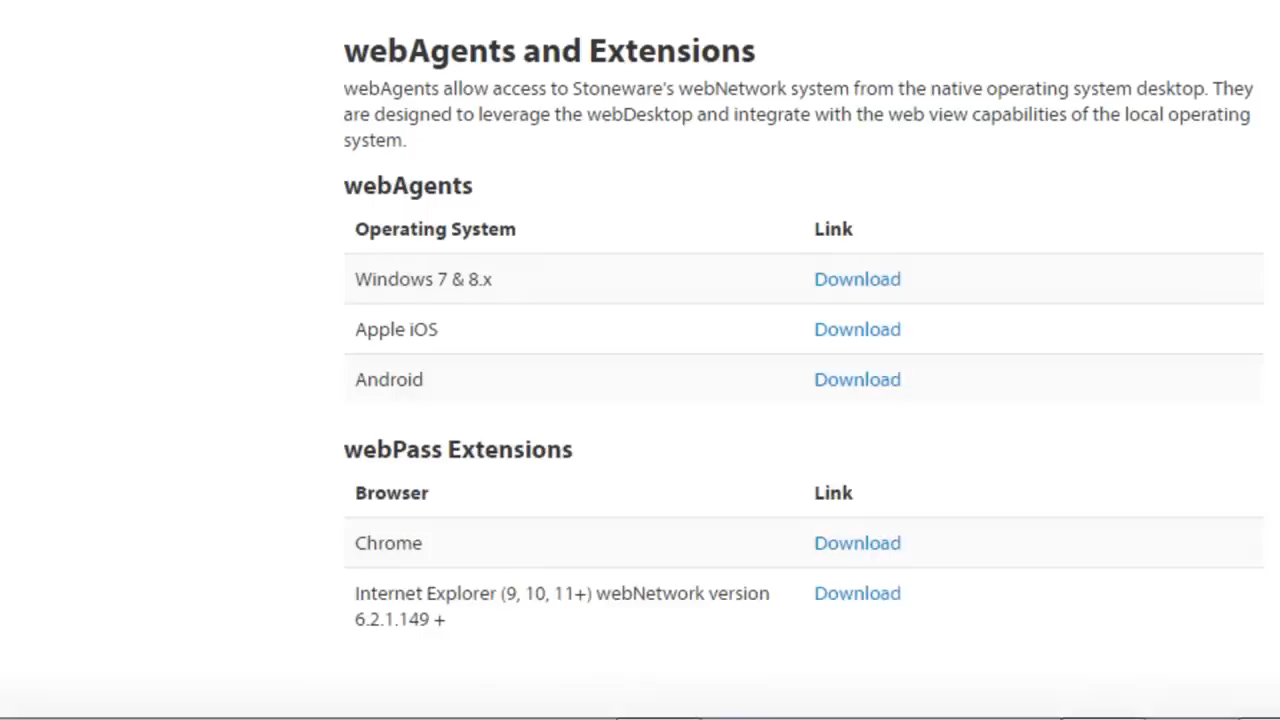 webAgents and Extensions
webAgents allow access to Stoneware's webNetwork system from the native operating system desktop. They
are designed to leverage the webDesktop and integrate with the web view capabilities of the local operating
system.
webAgents
Operating System Link
Windows 7 & 8.x Download
Apple iOS Download
Android Download
webPass Extensions
Browser Link
Chrome Download
Internet Explorer (9, 10, 11+) webNetwork version Download
6.2.1.149 +